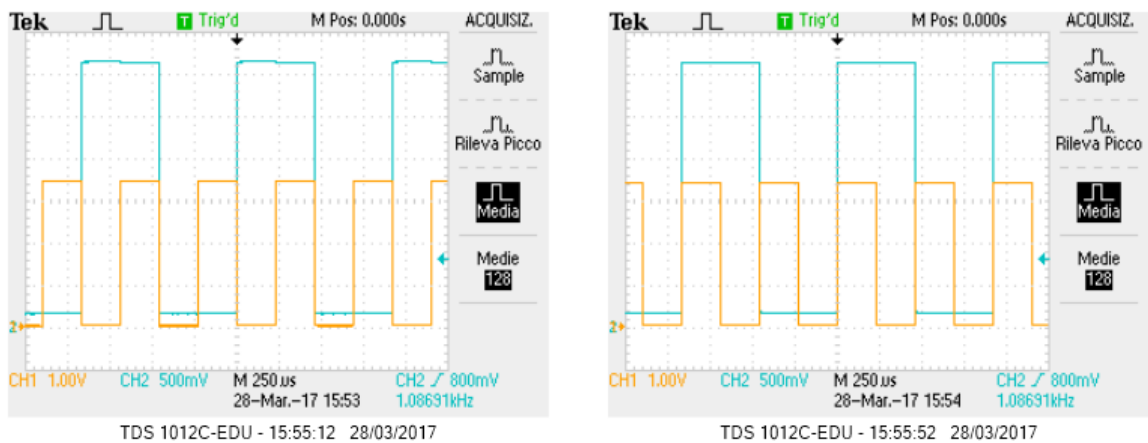 Tek T Trig'd M Pos: 0.000s ACQUISIZ.
Sample
Rileva Picco
Media
Medie
128
2
CH1 1.00V CH2 500mV M 250µs CH2 800mV
28-Mar.-17 15:53 1.08691kHz
TDS 1012C-EDU - 15:55:12 28/03/2017
Tek T Trig'd M Pos: 0.000s ACQUISIZ.
Sample
Rileva Picco
Media
Medie
128
2
CH1 1.00V CH2 500mV M 250µs CH2 800mV
28-Mar.-17 15:54 1.08691kHz
TDS 1012C-EDU - 15:55:52 28/03/2017